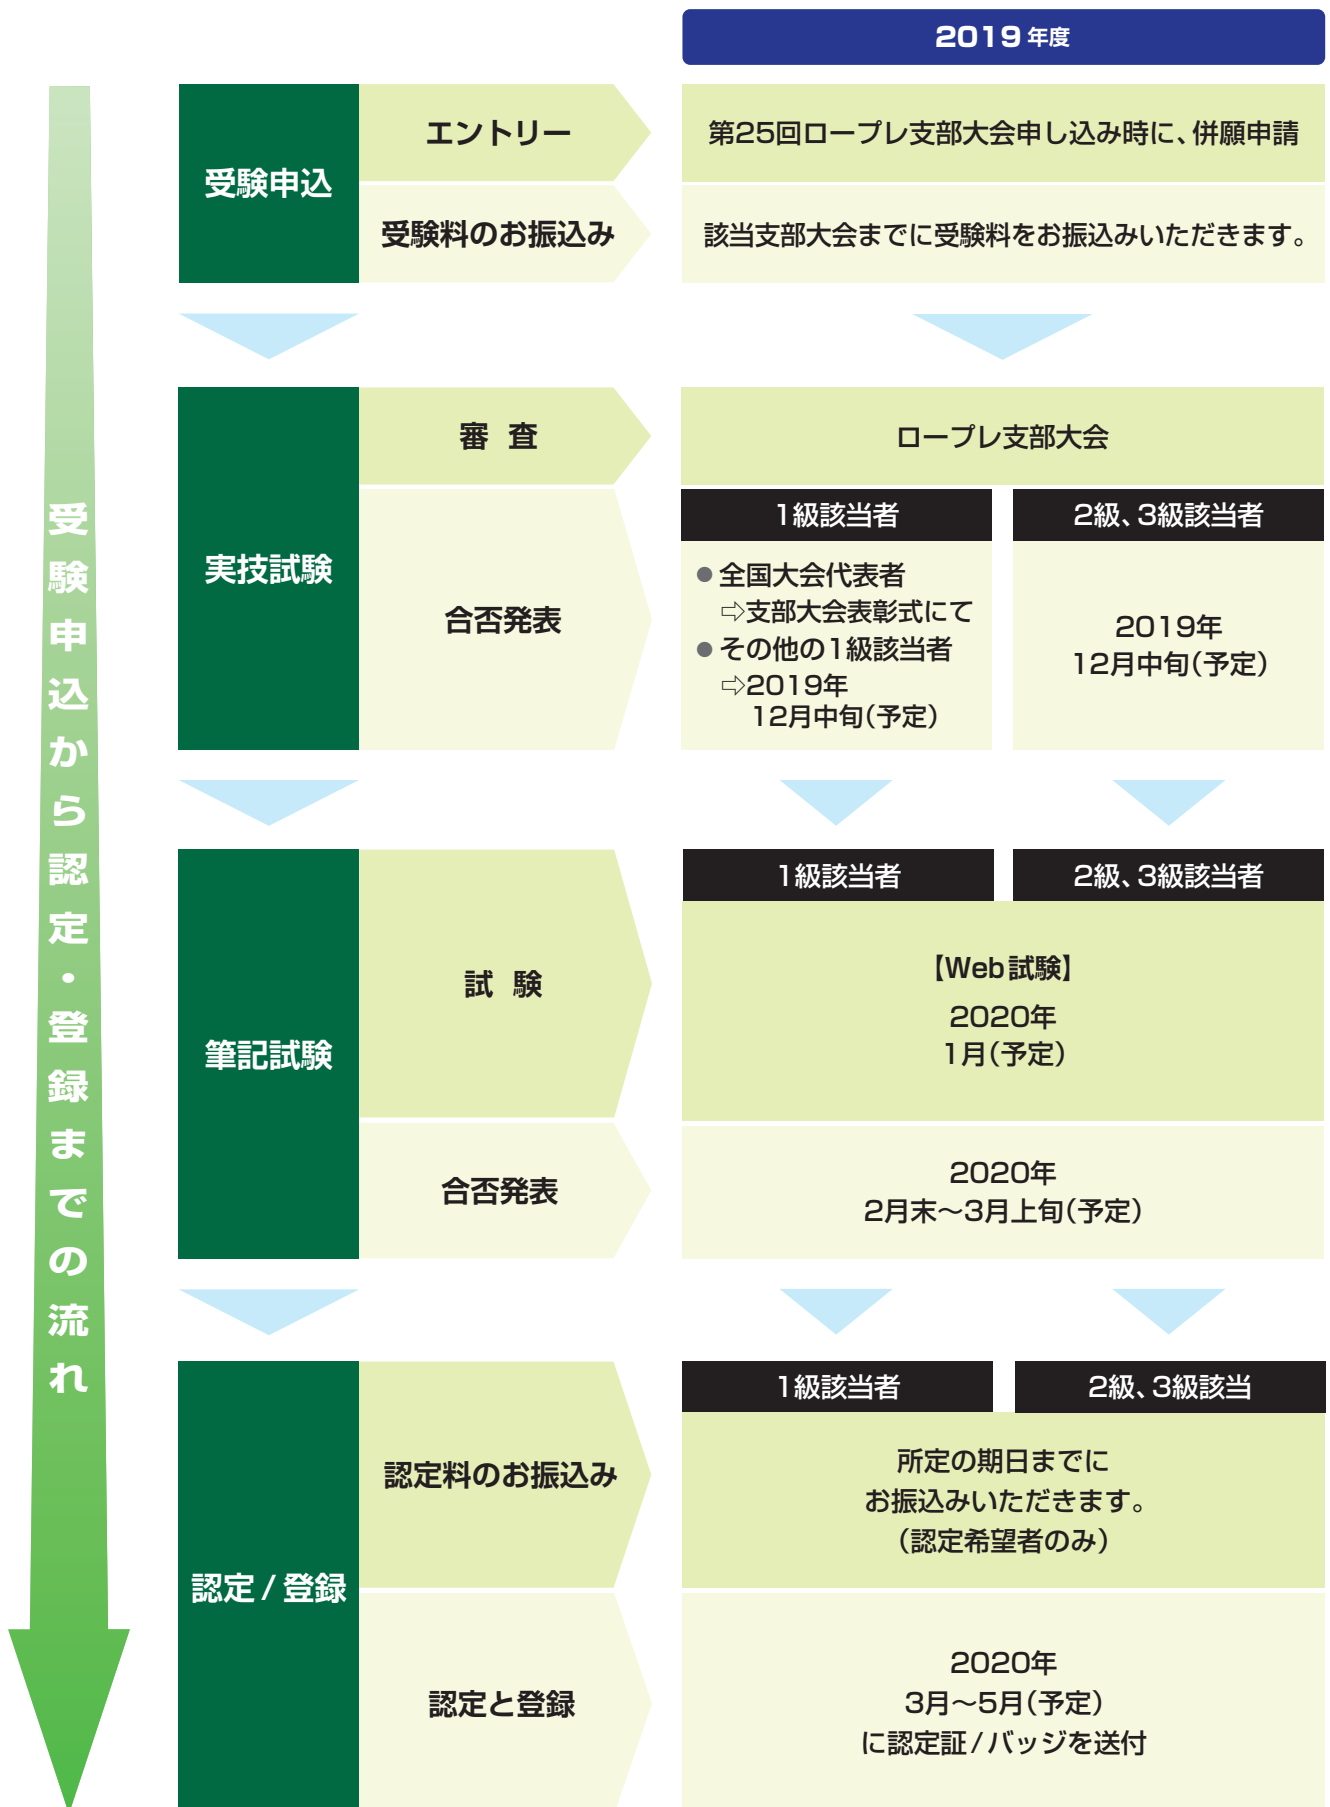 2019年度
受験申込から認定・登録までの流れ
受験申込
エントリー
第25回ロープレ支部大会申し込み時に、併願申請
受験料のお振込み
該当支部大会までに受験料をお振込みいただきます。
実技試験
審 査
ロープレ支部大会
合否発表
1級該当者
●全国大会代表者
⇨支部大会表彰式にて
●その他の1級該当者
⇨2019年
12月中旬(予定)
2級、3級該当者
2019年
12月中旬(予定)
筆記試験
試 験
1級該当者
2級、3級該当者
【Web試験】
2020年
1月(予定)
合否発表
2020年
2月末〜3月上旬(予定)
認定/登録
認定料のお振込み
1級該当者
2級、3級該当
所定の期日までに
お振込みいただきます。
(認定希望者のみ)
認定と登録
2020年
3月〜5月(予定)
に認定証/バッジを送付